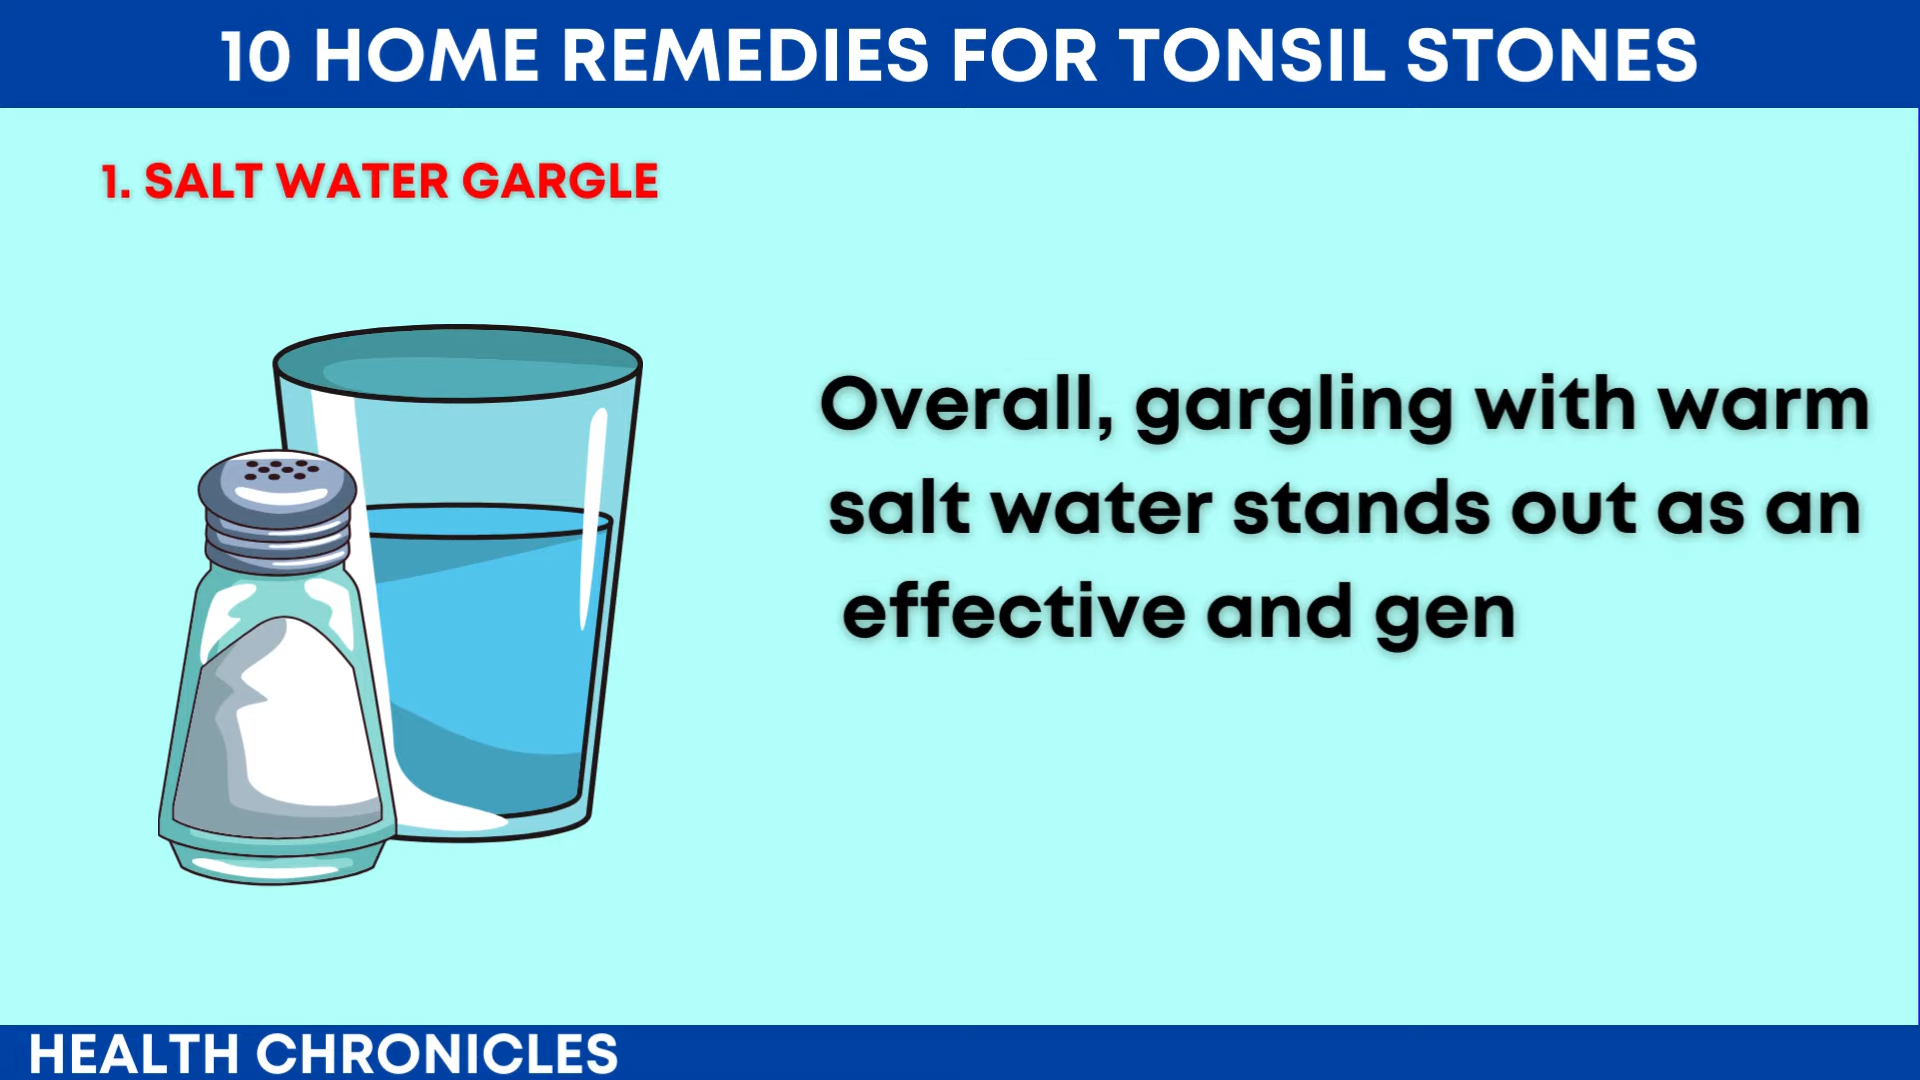 10 HOME REMEDIES FOR TONSIL STONES
1. SALT WATER GARGLE
Overall, gargling with warm
salt water stands out as an
effective and gen
HEALTH CHRONICLES